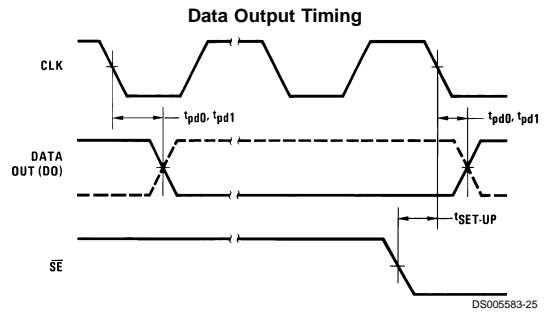 Data Output Timing
CLK
tpd0, tpd1
tpd0, tpd1
DATA
OUT (DO)
tSET-UP
SE
DS005583-25